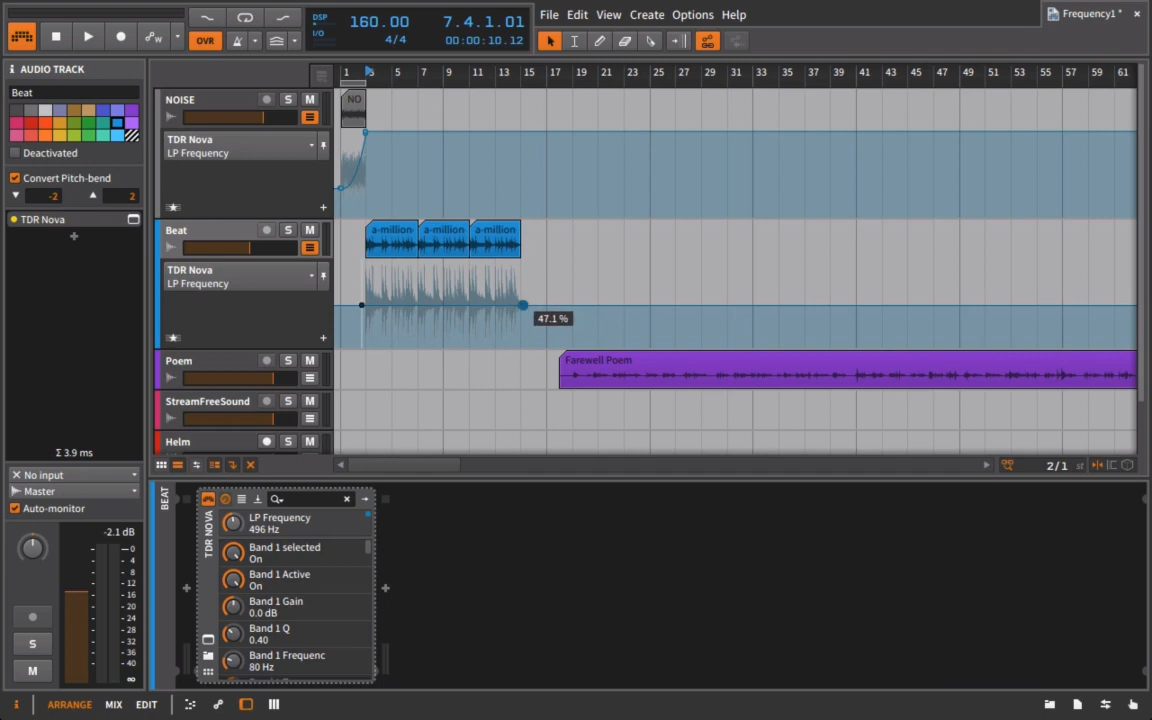 DSP
I/O
160.00
4/4
7.4.1.01
00:00:10.12
OVR
File Edit View Create Options Help
Frequency1 *
AUDIO TRACK
Beat
Deactivated
Convert Pitch-bend
-2
2
TDR Nova
Σ 3.9 ms
No input
Master
Auto-monitor
-2.1 dB
0
4
8
12
16
20
24
28
32
36
40
∞
S
M
1 3 5 7 9 11 13 15 17 19 21 23 25 27 29 31 33 35 37 39 41 43 45 47 49 51 53 55 57 59 61
NOISE S M
NO
TDR Nova
LP Frequency
Beat S M
a-million- a-million a-million
TDR Nova
LP Frequency
47.1 %
Poem S M
Farewell Poem
StreamFreeSound S M
Helm S M
2/1 st
BEAT
TDR NOVA
LP Frequency
496 Hz
Band 1 selected
On
Band 1 Active
On
Band 1 Gain
0.0 dB
Band 1 Q
0.40
Band 1 Frequenc
80 Hz
i ARRANGE MIX EDIT